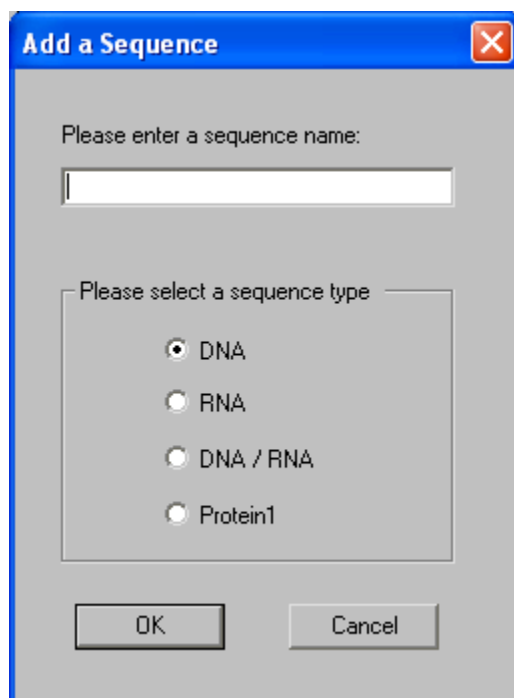 Add a Sequence
Please enter a sequence name:
Please select a sequence type
DNA
RNA
DNA / RNA
Protein1
OK Cancel